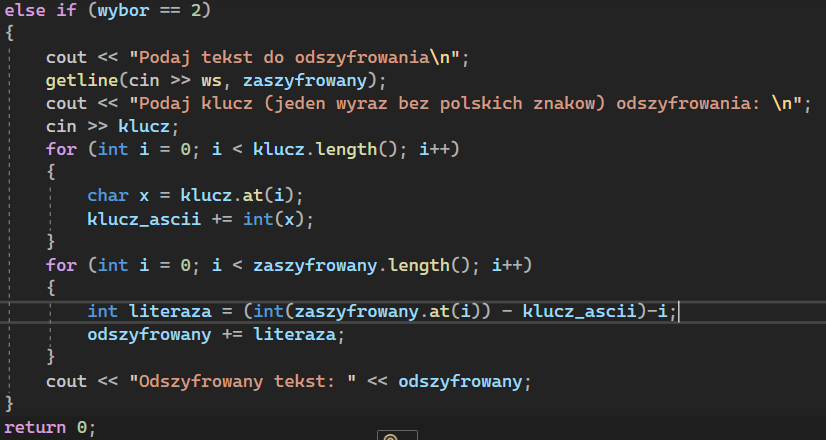 else if (wybor == 2)
{
    cout << "Podaj tekst do odszyfrowania\n";
    getline(cin >> ws, zaszyfrowany);
    cout << "Podaj klucz (jeden wyraz bez polskich znakow) odszyfrowania: \n";
    cin >> klucz;
    for (int i = 0; i < klucz.length(); i++)
    {
        char x = klucz.at(i);
        klucz_ascii += int(x);
    }
    for (int i = 0; i < zaszyfrowany.length(); i++)
    {
        int literaza = (int(zaszyfrowany.at(i)) - klucz_ascii)-i;
        odszyfrowany += literaza;
    }
    cout << "Odszyfrowany tekst: " << odszyfrowany;
}
return 0;